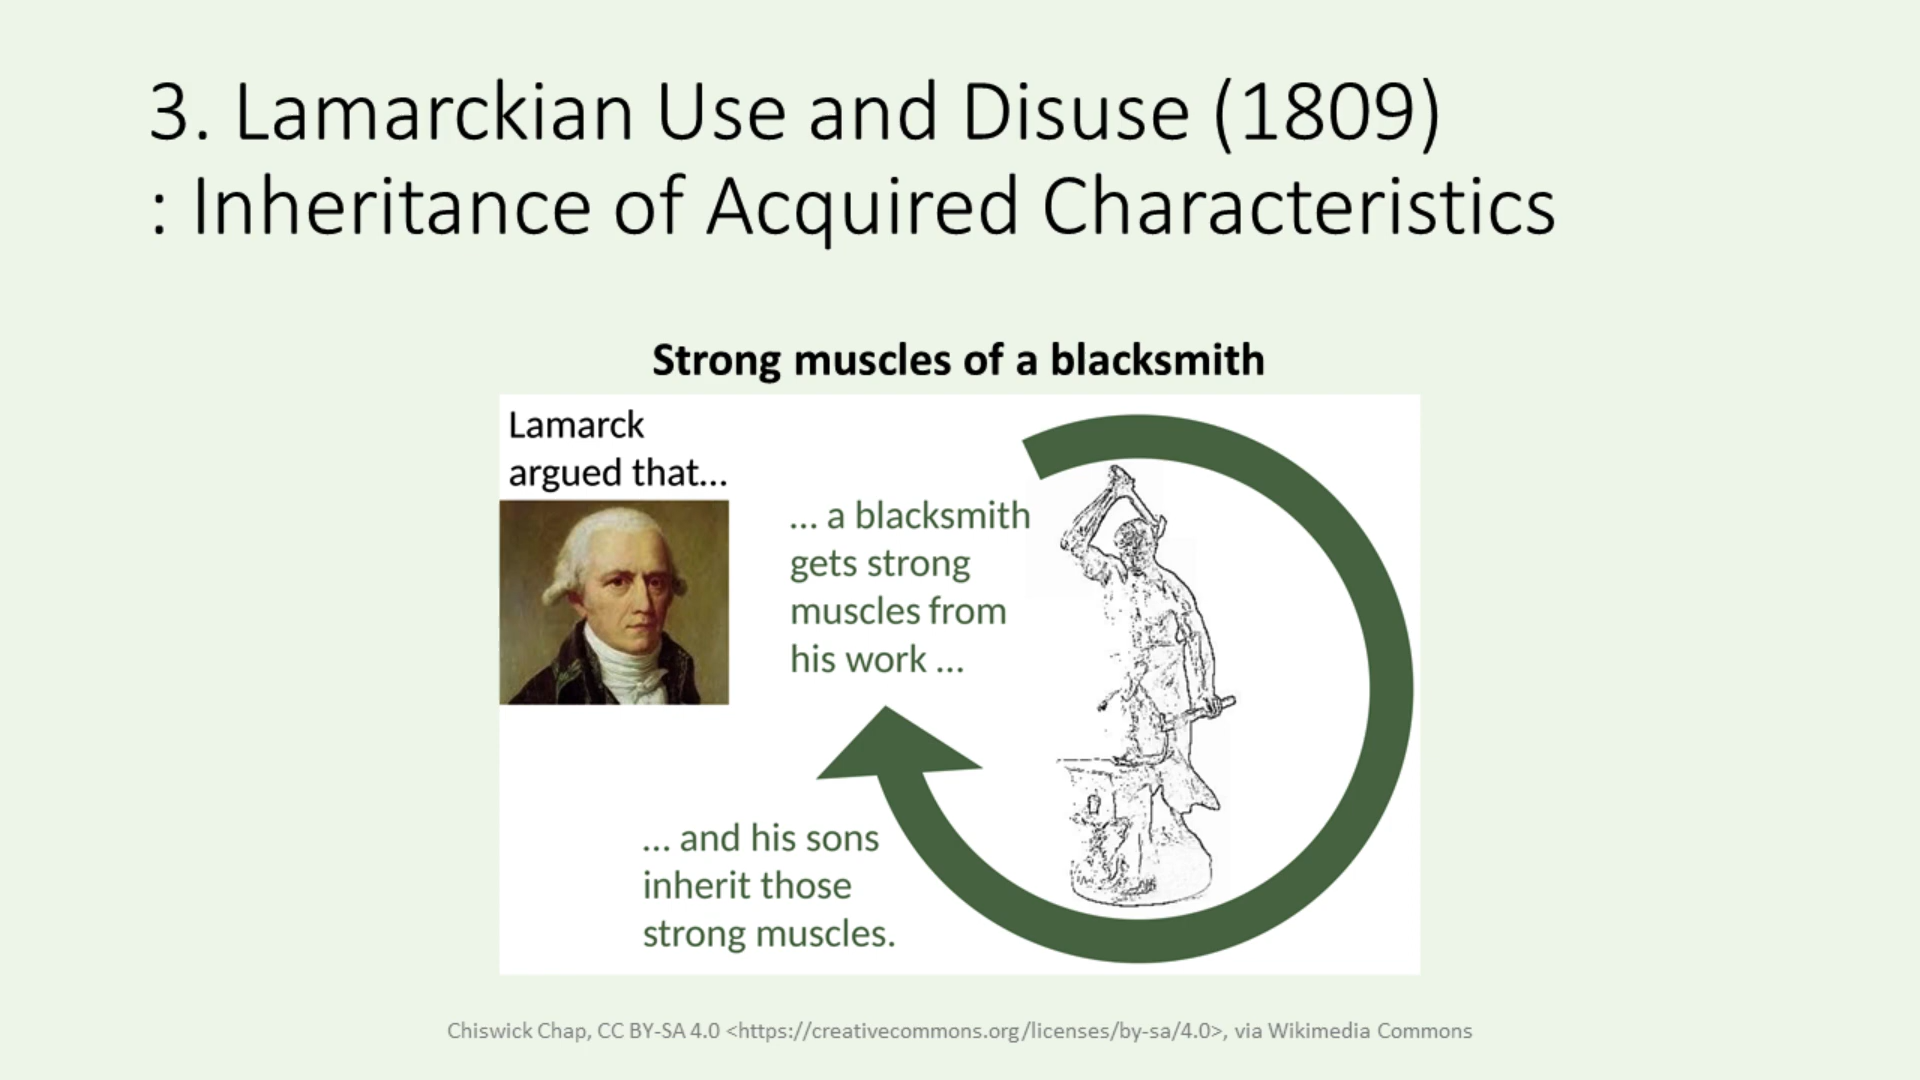 3. Lamarckian Use and Disuse (1809)
: Inheritance of Acquired Characteristics
Strong muscles of a blacksmith
Lamarck
argued that...
... a blacksmith
gets strong
muscles from
his work ...
... and his sons
inherit those
strong muscles.
Chiswick Chap, CC BY-SA 4.0 <https://creativecommons.org/licenses/by-sa/4.0>, via Wikimedia Commons